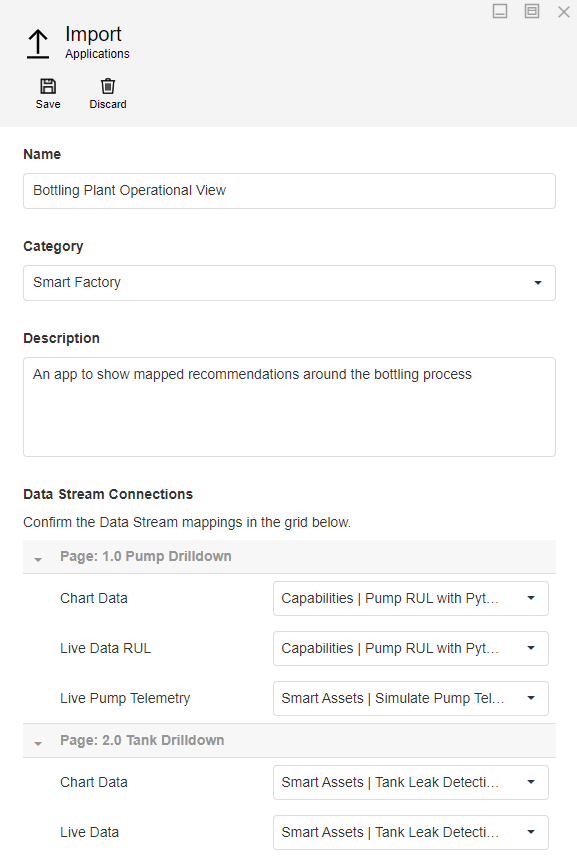 Import
Applications
Save Discard
Name
Bottling Plant Operational View
Category
Smart Factory
Description
An app to show mapped recommendations around the bottling process
Data Stream Connections
Confirm the Data Stream mappings in the grid below.
Page: 1.0 Pump Drilldown
Chart Data Capabilities | Pump RUL with Pyt...
Live Data RUL Capabilities | Pump RUL with Pyt...
Live Pump Telemetry Smart Assets | Simulate Pump Tel...
Page: 2.0 Tank Drilldown
Chart Data Smart Assets | Tank Leak Detecti...
Live Data Smart Assets | Tank Leak Detecti...